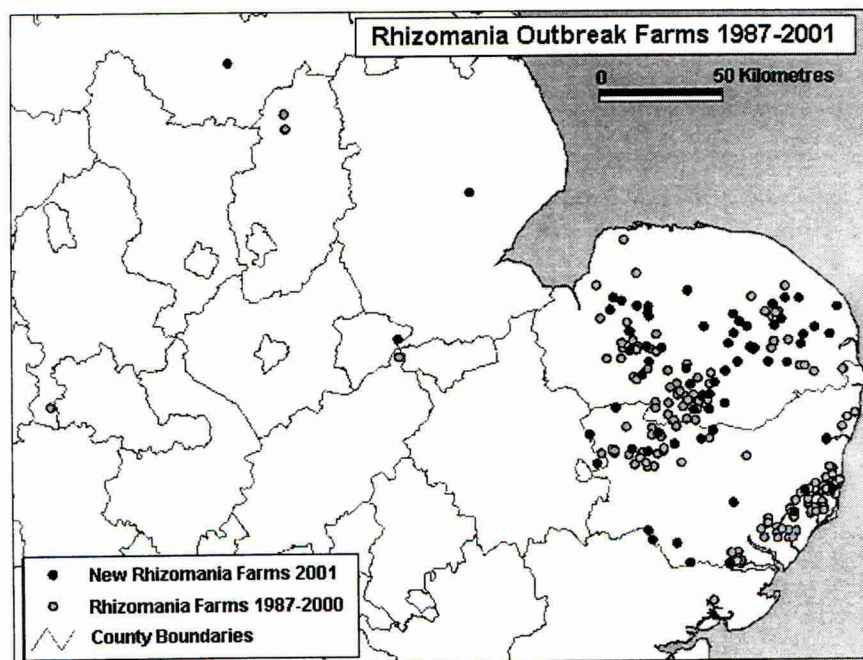 Rhizomania Outbreak Farms 1987-2001
0 50 Kilometres
New Rhizomania Farms 2001
Rhizomania Farms 1987-2000
County Boundaries